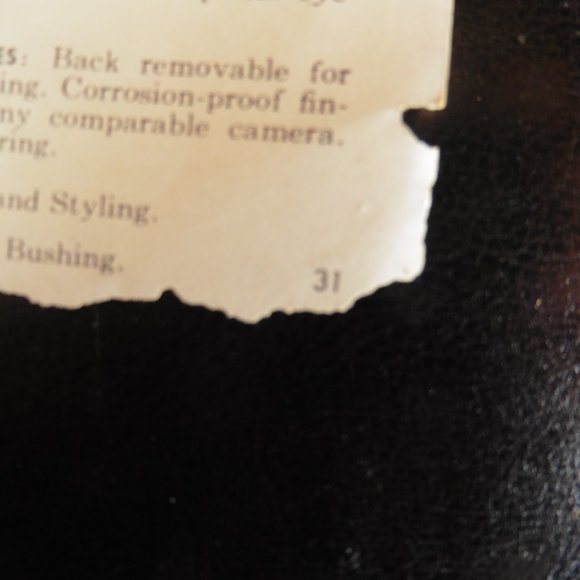 ES: Back removable for
ing. Corrosion-proof fin-
ny comparable camera.
ring.
and Styling.
Bushing.
31